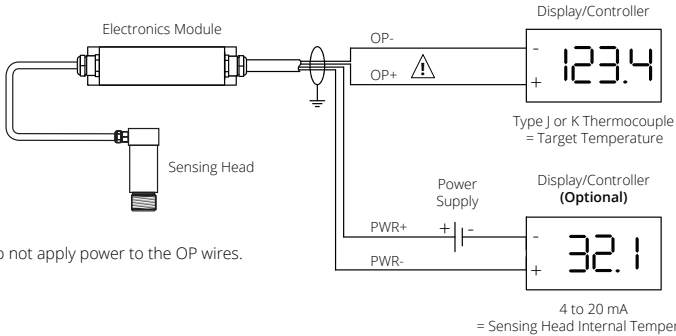 Display/Controller
Electronics Module
OP-
OP+
-
+
123.4
Type J or K Thermocouple
= Target Temperature
Sensing Head
Power
Supply
Display/Controller
(Optional)
PWR+
+
-
PWR-
-
+
32.1
not apply power to the OP wires.
4 to 20 mA
= Sensing Head Internal